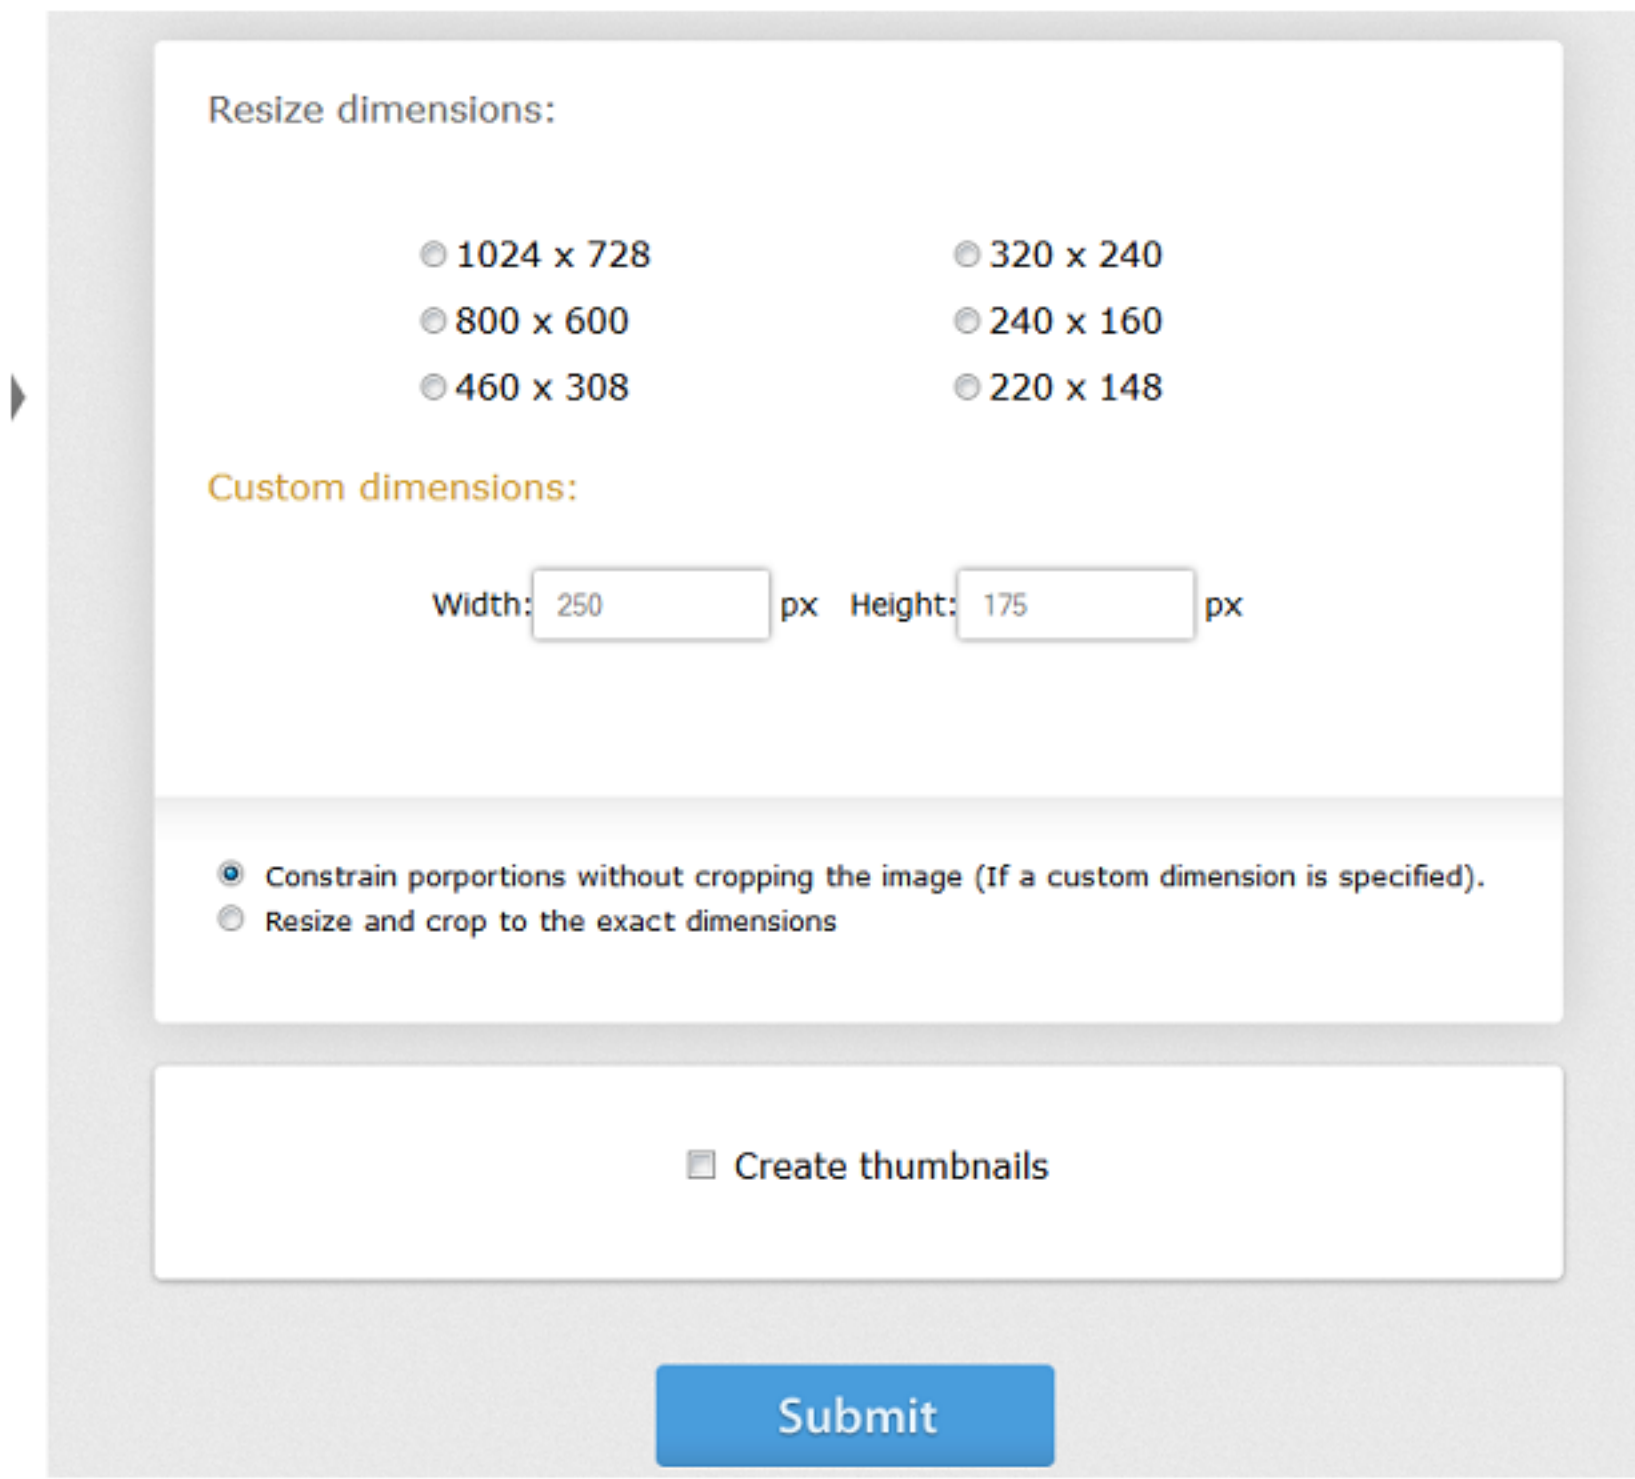 Resize dimensions:
1024 x 728 320 x 240
800 x 600 240 x 160
460 x 308 220 x 148
Custom dimensions:
Width: 250 px Height: 175 px
Constrain porportions without cropping the image (If a custom dimension is specified).
Resize and crop to the exact dimensions
Create thumbnails
Submit